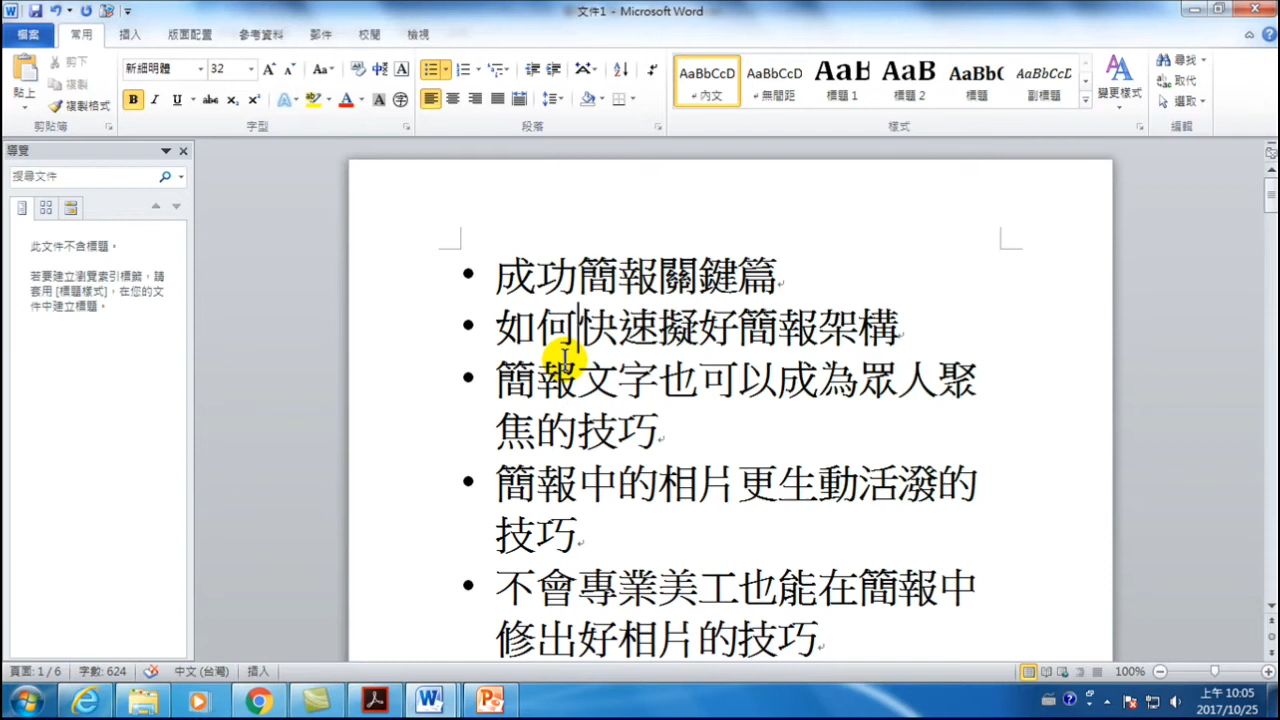 文件1 - Microsoft Word
檔案 常用 插入 版面配置 參考資料 郵件 校閱 檢視
貼上
剪下
複製
複製格式
剪貼簿
新細明體 32
字型
段落
AaBbCcD 內文
AaBbCcD 無間距
AaB 標題 1
AaB 標題 2
AaBb( 標題
AaBbCcD 副標題
變更樣式
樣式
尋找
取代
選取
編輯
導覽
搜尋文件
此文件不含標題。
若要建立瀏覽索引標籤，請
套用 [標題樣式]，在您的文
件中建立標題。
• 成功簡報關鍵篇
• 如何快速擬好簡報架構
• 簡報文字也可以成為眾人聚
焦的技巧
• 簡報中的相片更生動活潑的
技巧
• 不會專業美工也能在簡報中
修出好相片的技巧
頁面: 1 / 6 字數: 624 中文 (台灣) 插入 100%
上午 10:05
2017/10/25